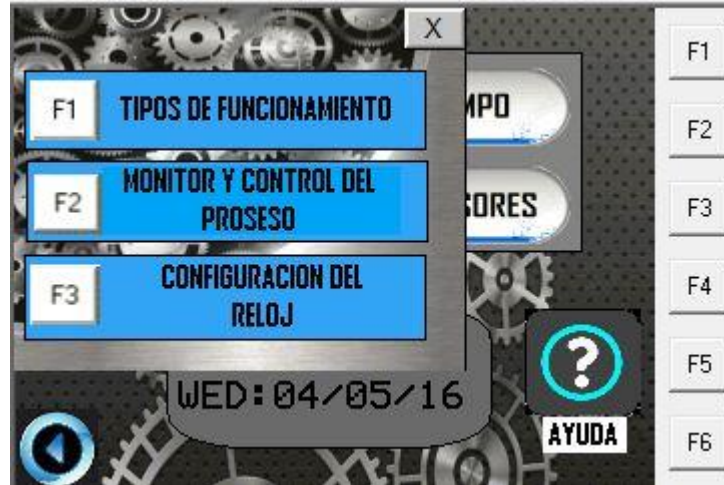 X
F1 TIPOS DE FUNCIONAMIENTO
F2 MONITOR Y CONTROL DEL
PROSESO
F3 CONFIGURACION DEL
RELOJ
MPO
SORES
WED:04/05/16
AYUDA
F1
F2
F3
F4
F5
F6